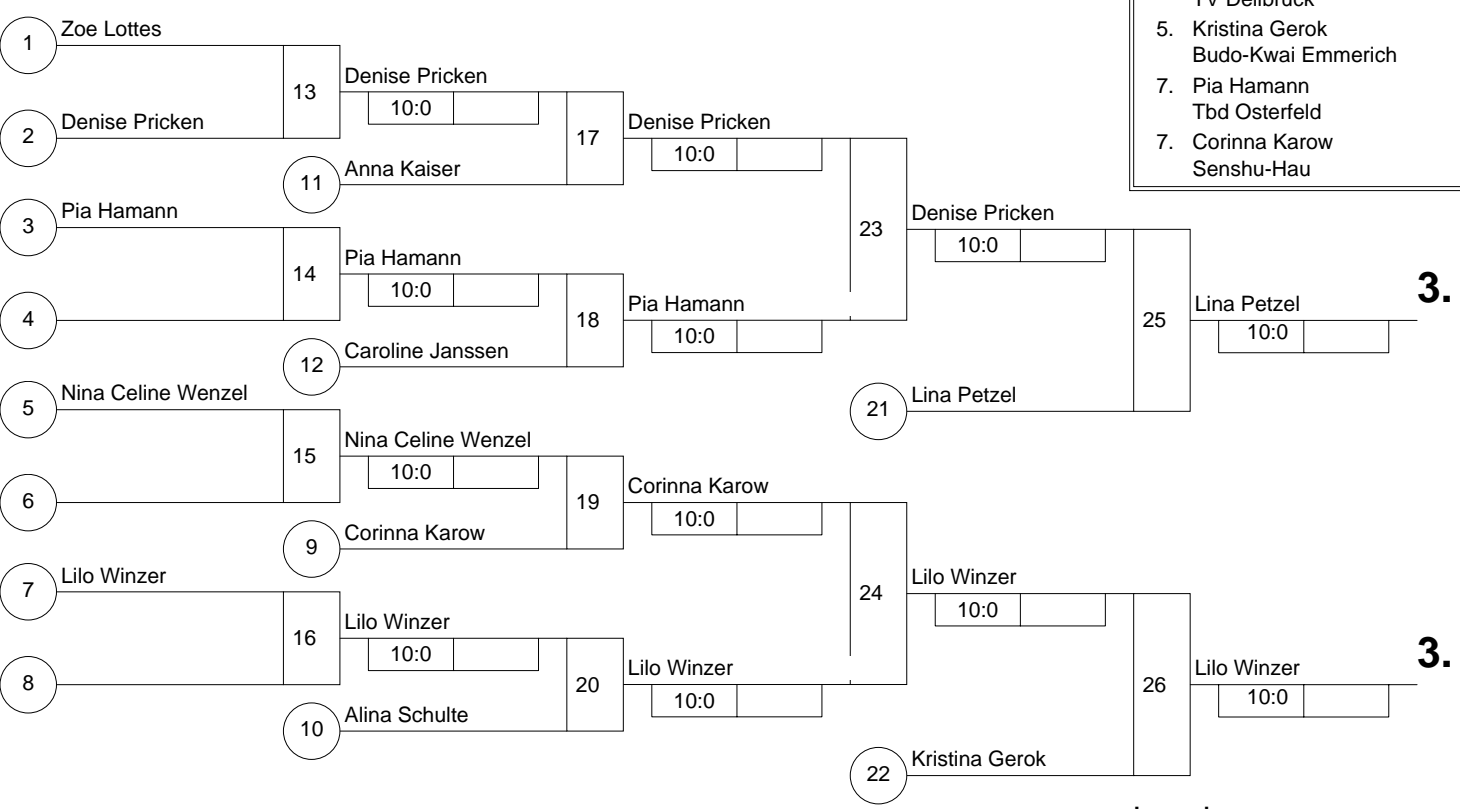 TV Dellbrück
5. Kristina Gerok
Budo-Kwai Emmerich
7. Pia Hamann
Tbd Osterfeld
7. Corinna Karow
Senshu-Hau
1 Zoe Lottes
13 Denise Pricken
10:0
2 Denise Pricken
17 Denise Pricken
10:0
11 Anna Kaiser
3 Pia Hamann
23 Denise Pricken
10:0
14 Pia Hamann
10:0
4
18 Pia Hamann
10:0
25 Lina Petzel
10:0
3.
12 Caroline Janssen
5 Nina Celine Wenzel
21 Lina Petzel
15 Nina Celine Wenzel
10:0
6
19 Corinna Karow
10:0
9 Corinna Karow
7 Lilo Winzer
24 Lilo Winzer
10:0
16 Lilo Winzer
10:0
8
20 Lilo Winzer
10:0
26 Lilo Winzer
10:0
3.
10 Alina Schulte
22 Kristina Gerok